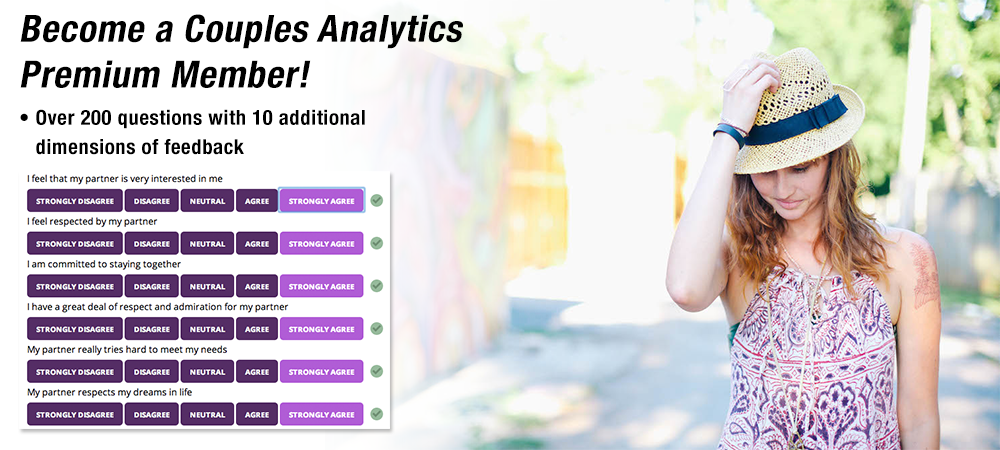 Become a Couples Analytics
Premium Member!
• Over 200 questions with 10 additional
dimensions of feedback
I feel that my partner is very interested in me
STRONGLY DISAGREE DISAGREE NEUTRAL AGREE STRONGLY AGREE
I feel respected by my partner
STRONGLY DISAGREE DISAGREE NEUTRAL AGREE STRONGLY AGREE
I am committed to staying together
STRONGLY DISAGREE DISAGREE NEUTRAL AGREE STRONGLY AGREE
I have a great deal of respect and admiration for my partner
STRONGLY DISAGREE DISAGREE NEUTRAL AGREE STRONGLY AGREE
My partner really tries hard to meet my needs
STRONGLY DISAGREE DISAGREE NEUTRAL AGREE STRONGLY AGREE
My partner respects my dreams in life
STRONGLY DISAGREE DISAGREE NEUTRAL AGREE STRONGLY AGREE